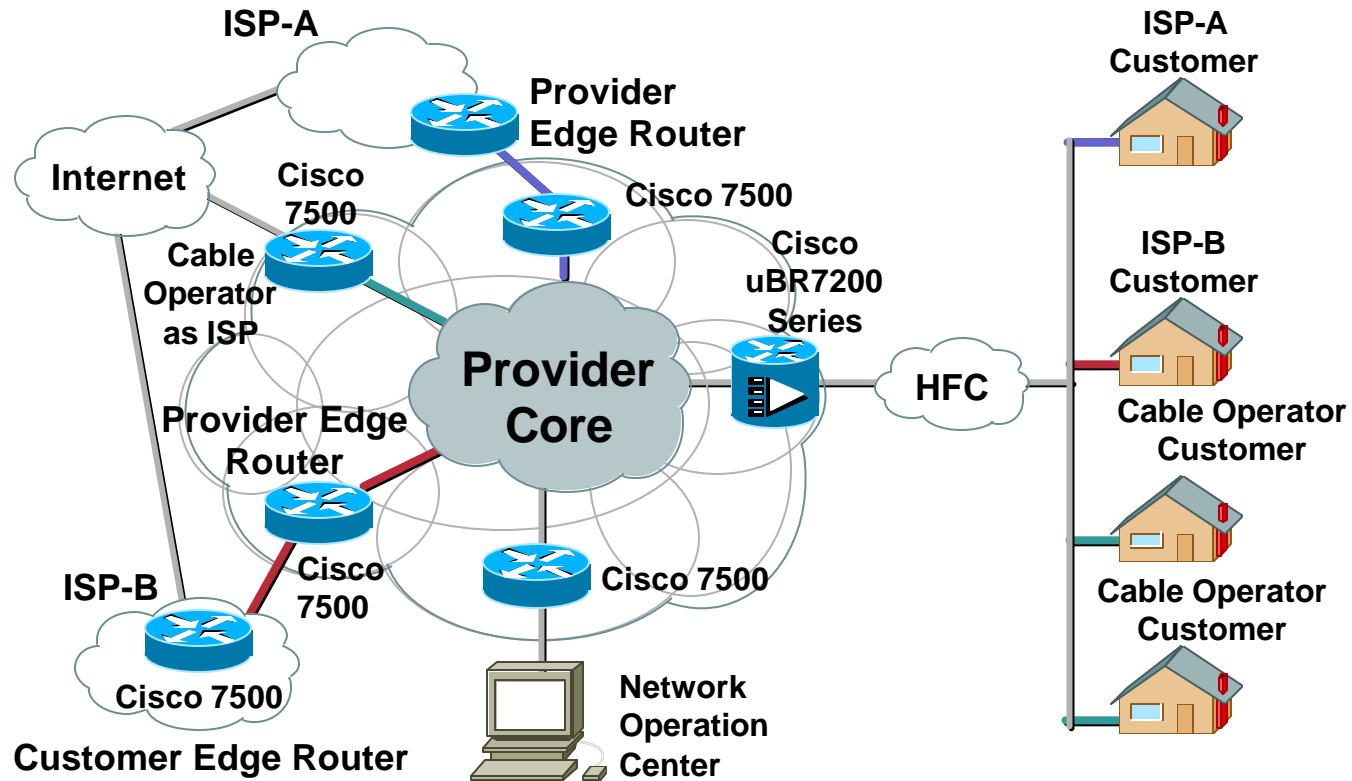 ISP-A
Provider
Edge Router
Internet
Cisco
7500
Cisco 7500
Cable
Operator
as ISP
Cisco
uBR7200
Series
Provider
Core
HFC
Provider Edge
Router
Cisco
7500
ISP-B
Cisco 7500
Customer Edge Router
Cisco 7500
Network
Operation
Center
ISP-A
Customer
ISP-B
Customer
Cable Operator
Customer
Cable Operator
Customer